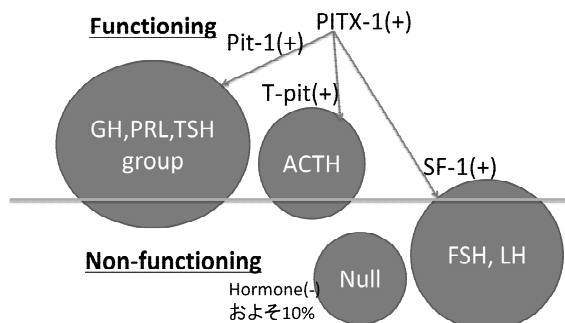 Functioning
PITX-1(+)
Pit-1(+)
T-pit(+)
GH,PRL,TSH
group
ACTH
SF-1(+)
Non-functioning
Null
FSH, LH
Hormone(-)
およそ10%